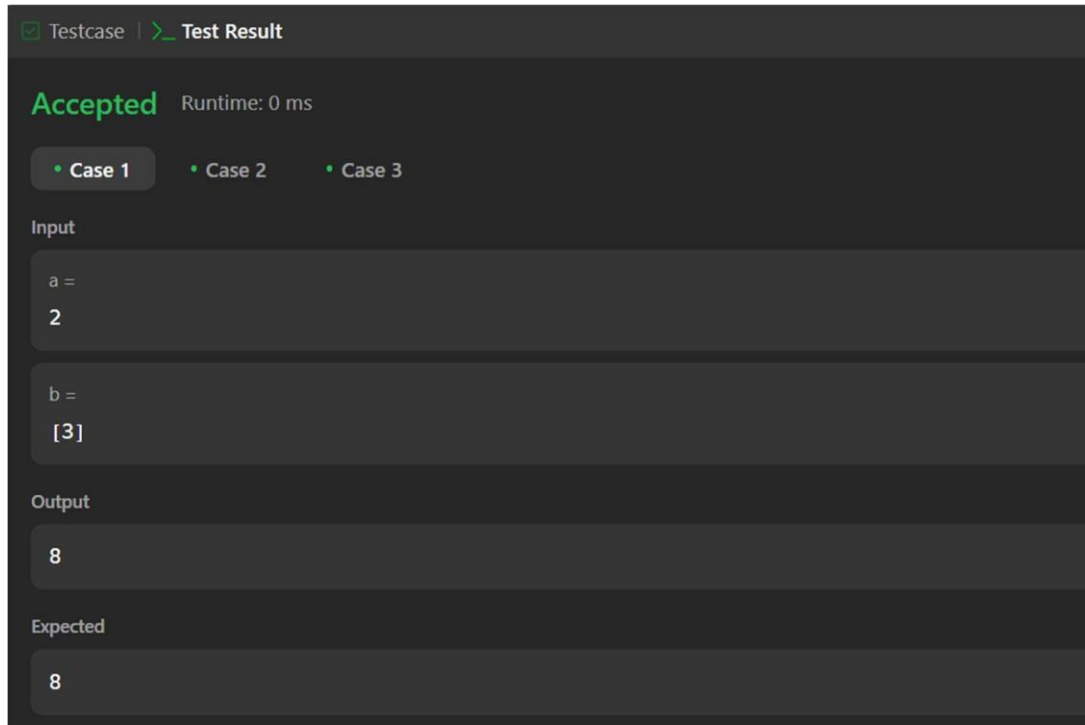 Testcase | >_ Test Result
Accepted Runtime: 0 ms
• Case 1 • Case 2 • Case 3
Input
a =
2
b =
[3]
Output
8
Expected
8